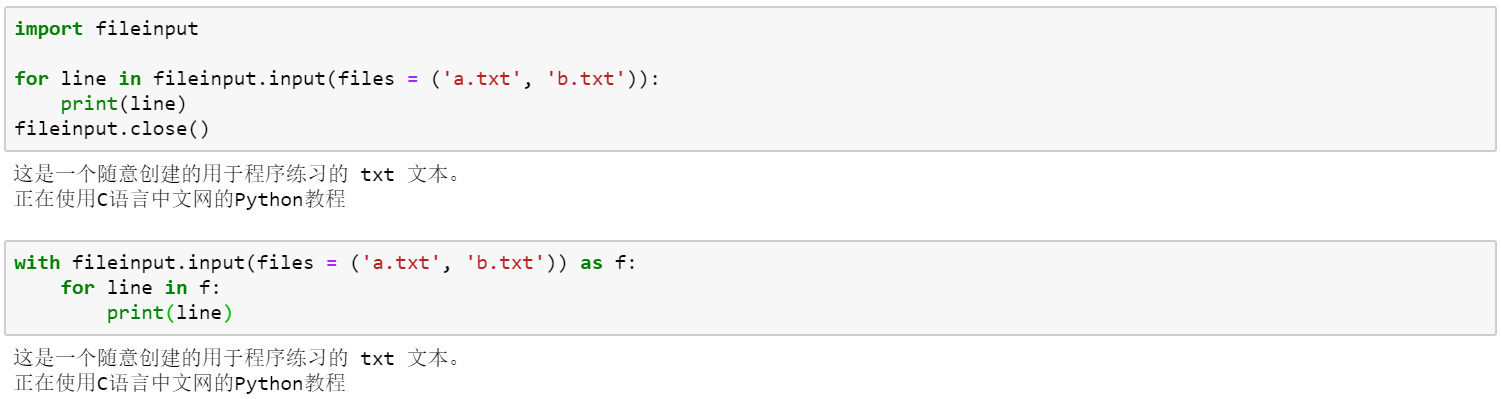 import fileinput
for line in fileinput.input(files = ('a.txt', 'b.txt')):
    print(line)
fileinput.close()
这是一个随意创建的用于程序练习的 txt 文本。
正在使用C语言中文网的Python教程
with fileinput.input(files = ('a.txt', 'b.txt')) as f:
    for line in f:
        print(line)
这是一个随意创建的用于程序练习的 txt 文本。
正在使用C语言中文网的Python教程